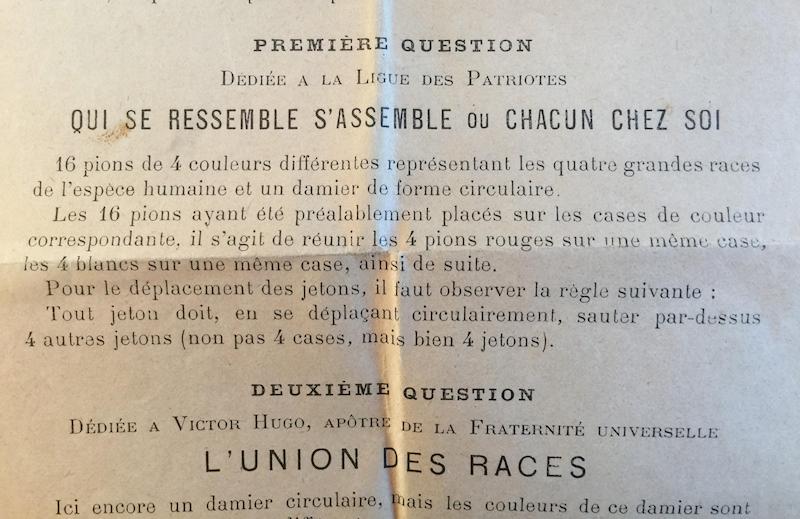 PREMIÈRE QUESTION
DÉDIÉE A LA LIGUE DES PATRIOTES
QUI SE RESSEMBLE S'ASSEMBLE OU CHACUN CHEZ SOI
16 pions de 4 couleurs différentes représentant les quatre grandes races
de l'espèce humaine et un damier de forme circulaire.
Les 16 pions ayant été préalablement placés sur les cases de couleur
correspondante, il s'agit de réunir les 4 pions rouges sur une même case,
les 4 blancs sur une même case, ainsi de suite.
Pour le déplacement des jetons, il faut observer la règle suivante :
Tout jeton doit, en se déplaçant circulairement, sauter par-dessus
4 autres jetons (non pas 4 cases, mais bien 4 jetons).
DEUXIÈME QUESTION
DÉDIÉE A VICTOR HUGO, APÔTRE DE LA FRATERNITÉ UNIVERSELLE
L'UNION DES RACES
Ici encore un damier circulaire, mais les couleurs de ce damier sont